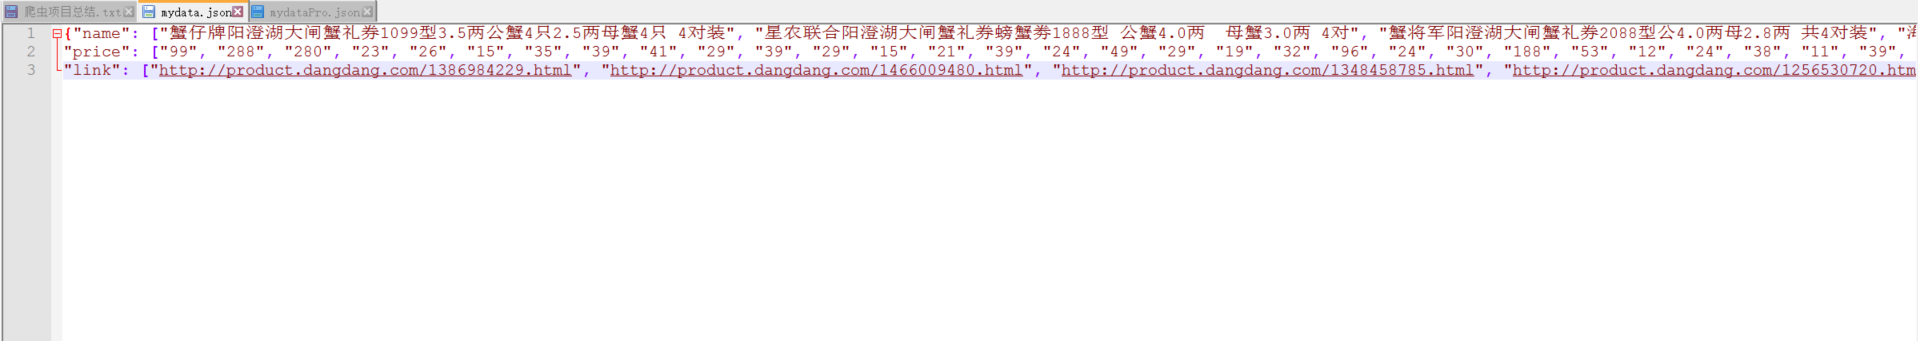 爬虫项目总结.txt mydata.json mydataPro.json
1 {"name": ["蟹仔牌阳澄湖大闸蟹礼券1099型3.5两公蟹4只2.5两母蟹4只 4对装", "星农联合阳澄湖大闸蟹礼券螃蟹劵1888型 公蟹4.0两  母蟹3.0两 4对", "蟹将军阳澄湖大闸蟹礼券2088型公4.0两母2.8两 共4对装", "
2 "price": ["99", "288", "280", "23", "26", "15", "35", "39", "41", "29", "39", "29", "15", "21", "39", "24", "49", "29", "19", "32", "96", "24", "30", "188", "53", "12", "24", "38", "11", "39",
3 "link": ["http://product.dangdang.com/1386984229.html", "http://product.dangdang.com/1466009480.html", "http://product.dangdang.com/1348458785.html", "http://product.dangdang.com/1256530720.htm